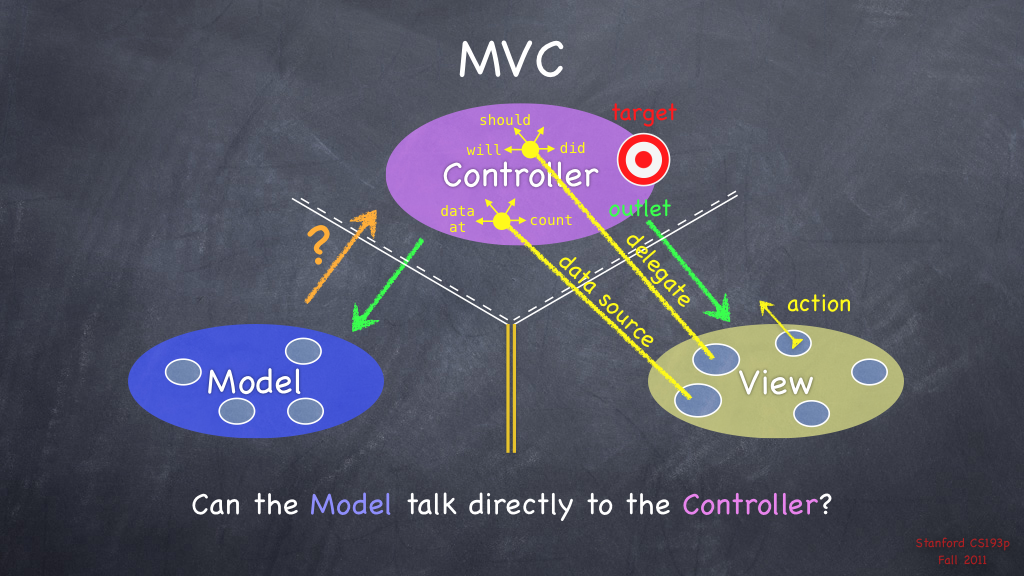 MVC
target
should
will
did
Controller
data
at
count
outlet
?
delegate
data source
action
Model
View
Can the Model talk directly to the Controller?
Stanford CS193p
Fall 2011